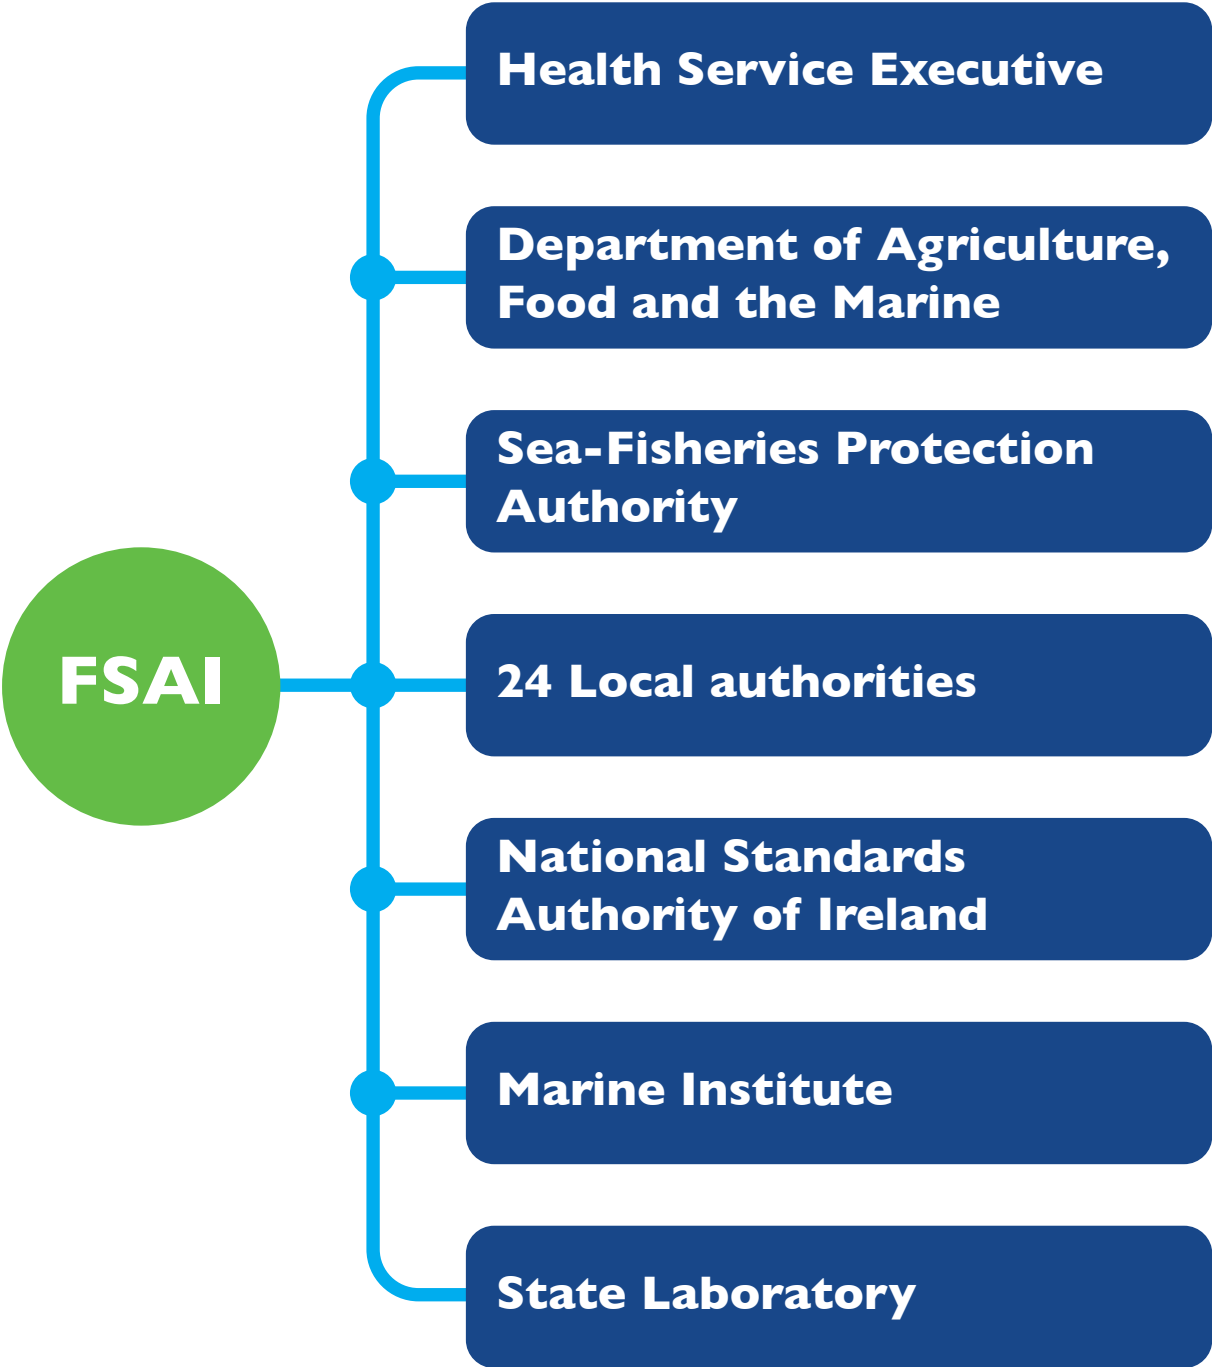 Health Service Executive
Department of Agriculture,
Food and the Marine
Sea-Fisheries Protection
Authority
FSAI
24 Local authorities
National Standards
Authority of Ireland
Marine Institute
State Laboratory